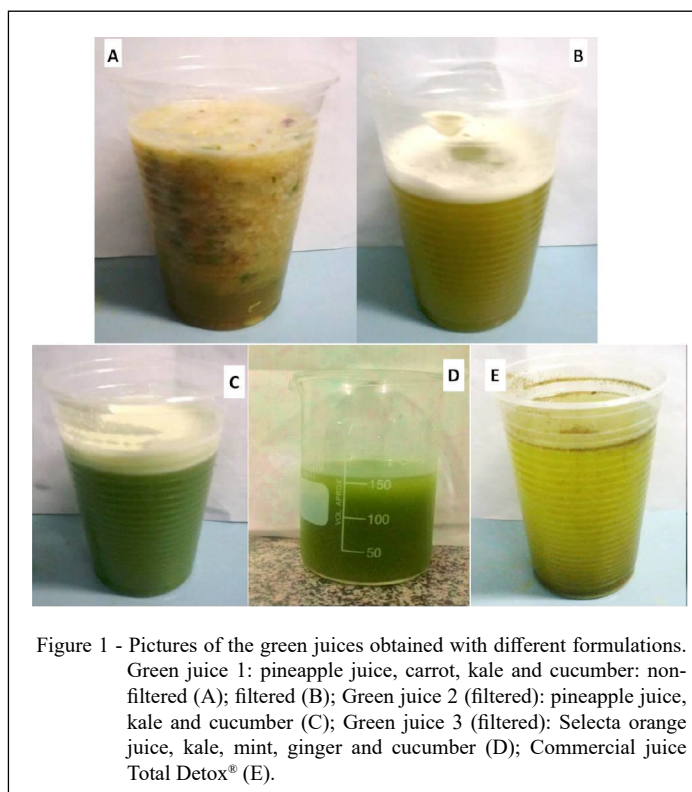 A
B
C
D
E
150
VOL APROX
100
50
Figure 1 - Pictures of the green juices obtained with different formulations.
Green juice 1: pineapple juice, carrot, kale and cucumber: non-
filtered (A); filtered (B); Green juice 2 (filtered): pineapple juice,
kale and cucumber (C); Green juice 3 (filtered): Selecta orange
juice, kale, mint, ginger and cucumber (D); Commercial juice
Total Detox® (E).